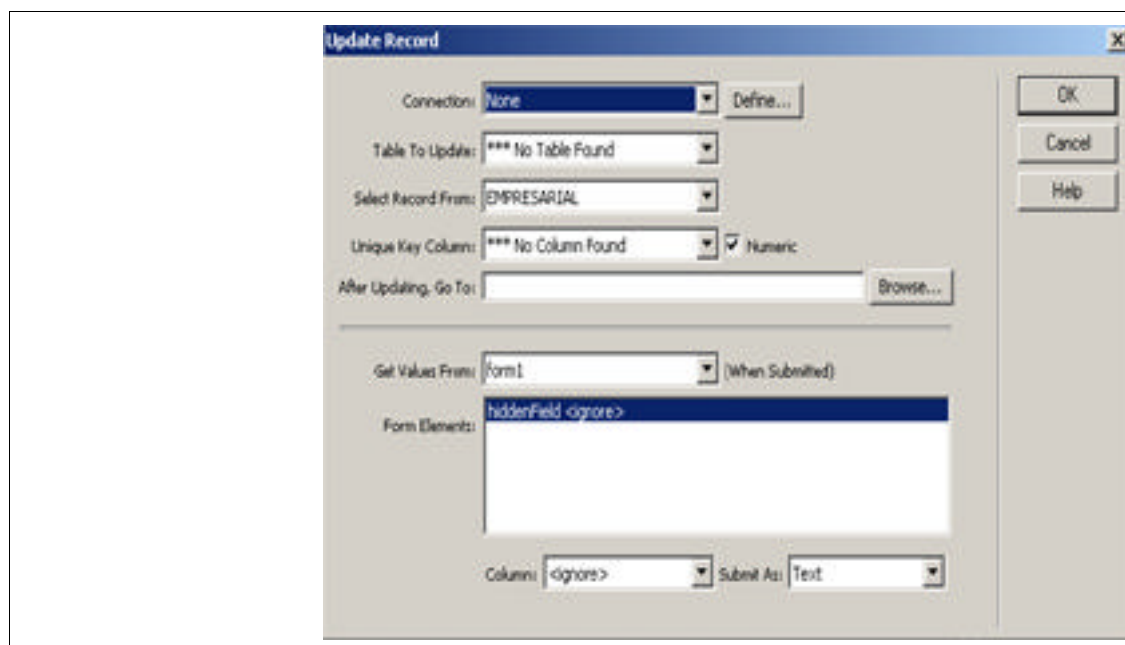 Update Record
Connection: None Define... OK
Table To Update: *** No Table Found Cancel
Select Record From: EMPRESARIAL Help
Unique Key Column: *** No Column Found Numeric
After Updating, Go To: Browse...
Get Values From: form1 (When Submitted)
Form Elements: hiddenField <ignore>
Column: <ignore> Submit As: Text